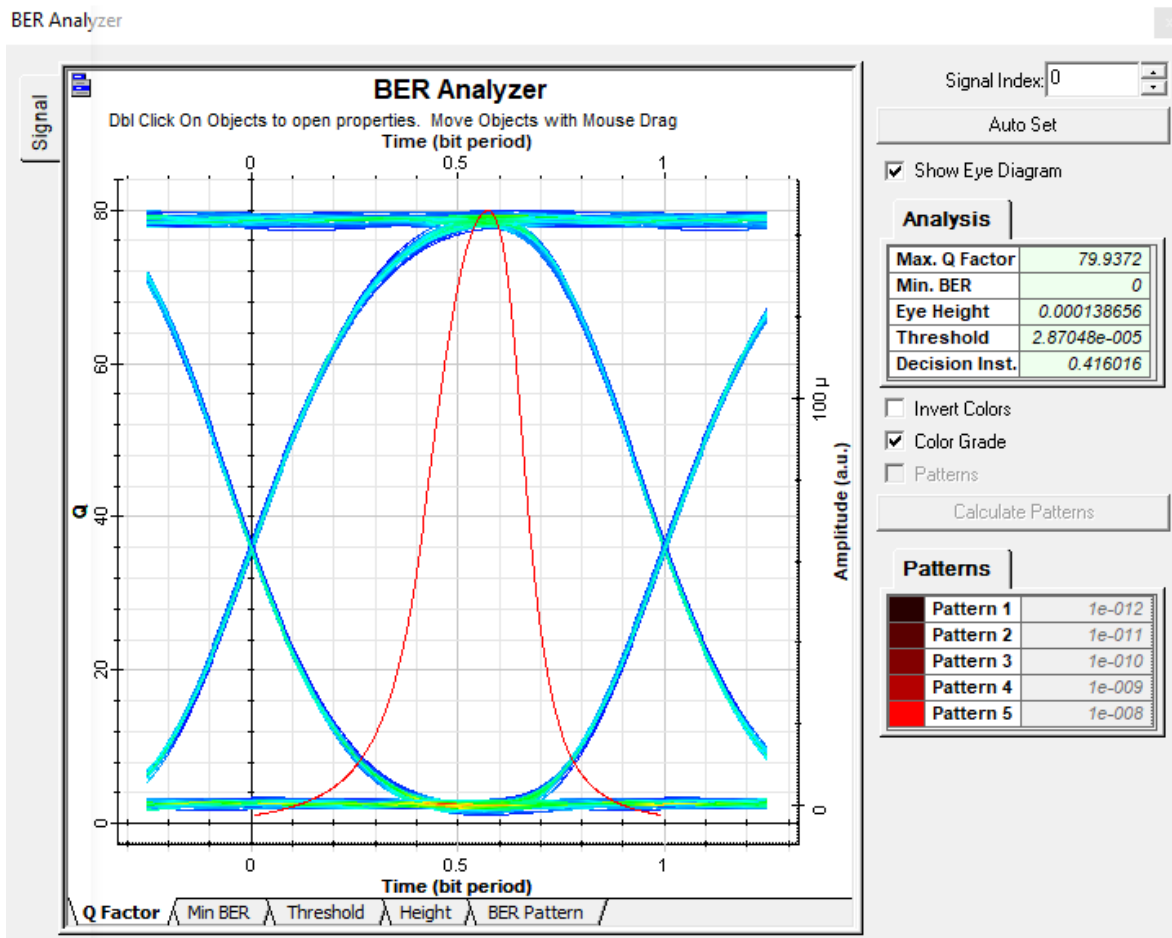 BER Analyzer
Signal
BER Analyzer
Dbl Click On Objects to open properties. Move Objects with Mouse Drag
Time (bit period)
0 0.5 1
80
60
40
20
0
Q
100 µ
0
Amplitude (a.u.)
0 0.5 1
Time (bit period)
Q Factor Min BER Threshold Height BER Pattern
Signal Index: 0
Auto Set
Show Eye Diagram
Analysis
Max. Q Factor 79.9372
Min. BER 0
Eye Height 0.000138656
Threshold 2.87048e-005
Decision Inst. 0.416016
Invert Colors
Color Grade
Patterns
Calculate Patterns
Patterns
Pattern 1 1e-012
Pattern 2 1e-011
Pattern 3 1e-010
Pattern 4 1e-009
Pattern 5 1e-008